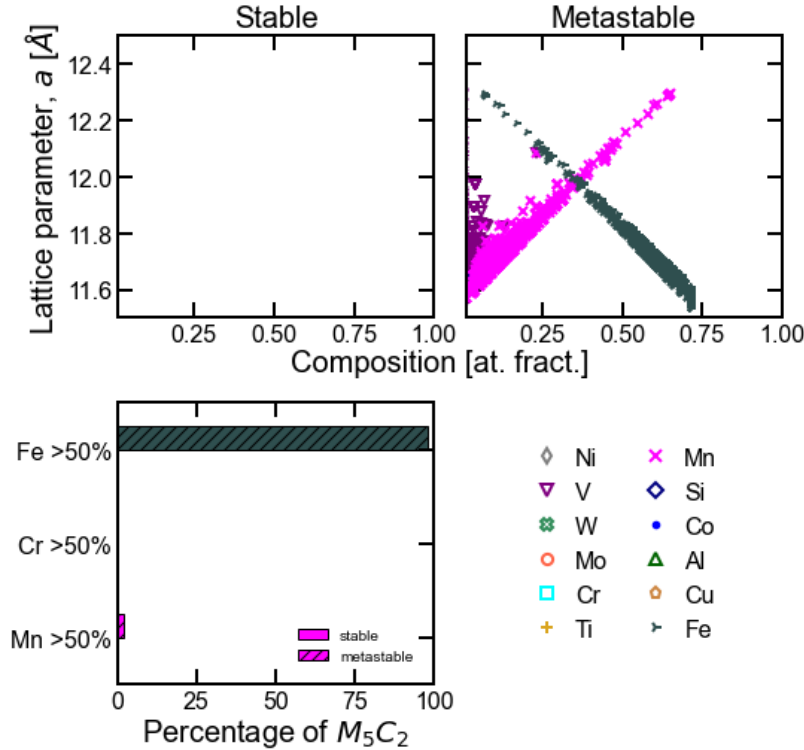 Stable Metastable
Lattice parameter, a [Å]
12.4
12.2
12.0
11.8
11.6
0.25 0.50 0.75 1.00 0.25 0.50 0.75 1.00
Composition [at. fract.]
Fe >50%
Cr >50%
Mn >50%
stable
metastable
0 25 50 75 100
Percentage of M₅C₂
Ni Mn
V Si
W Co
Mo Al
Cr Cu
Ti Fe